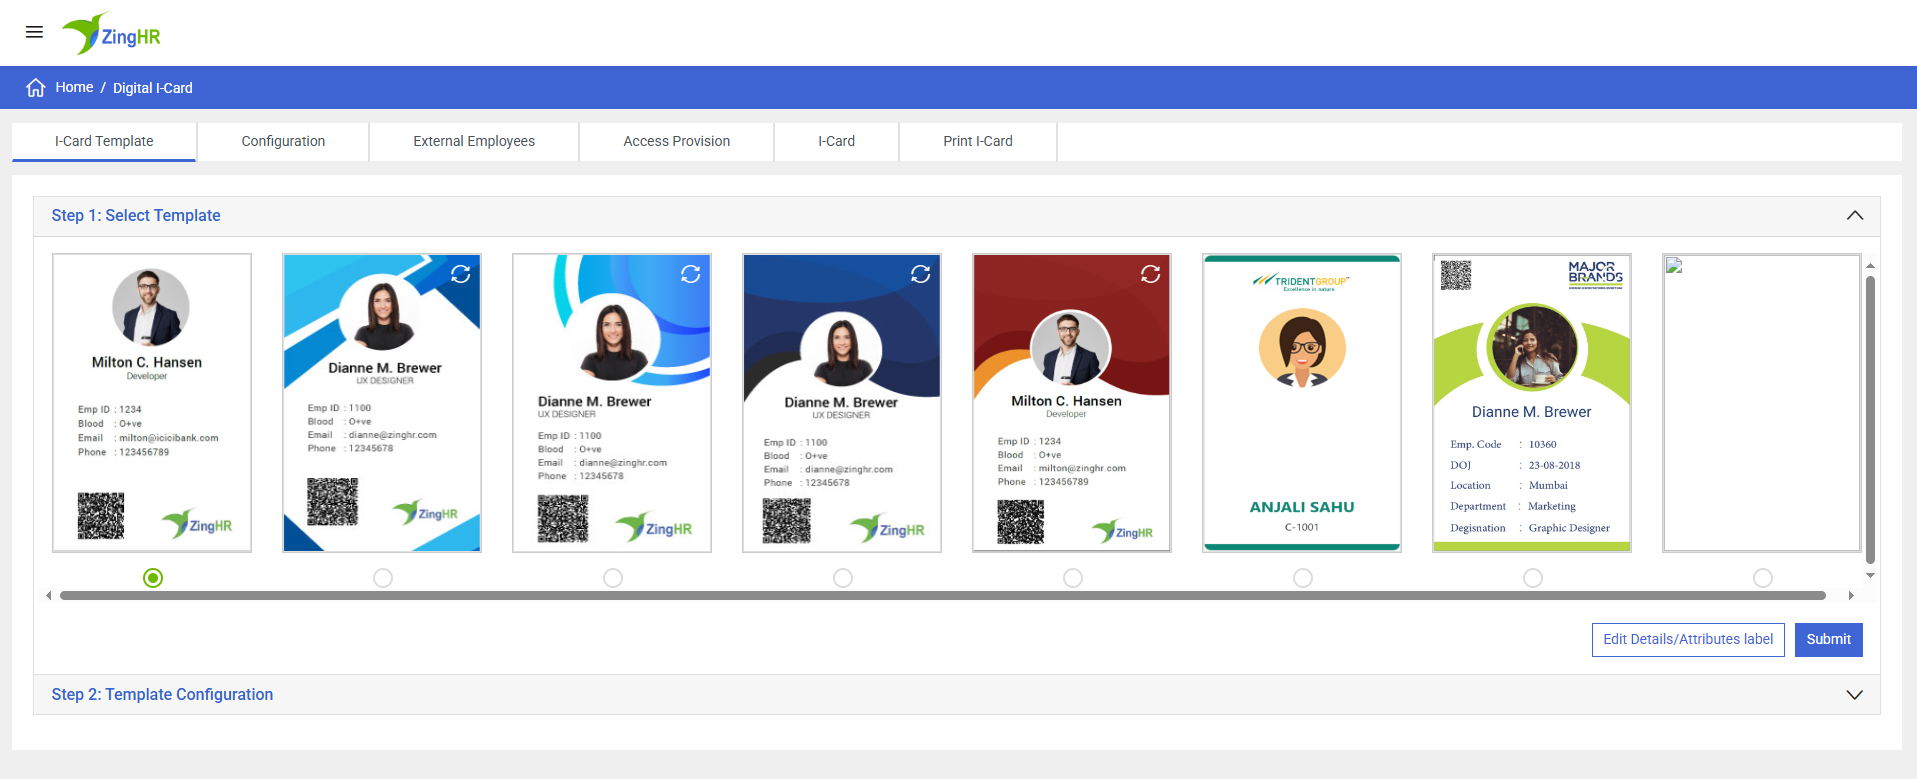 ZingHR
Home / Digital I-Card
I-Card Template
Configuration
External Employees
Access Provision
I-Card
Print I-Card
Step 1: Select Template
Milton C. Hansen
Developer
Emp ID : 1234
Blood : O+ve
Email : milton@icicibank.com
Phone : 123456789
ZingHR
Dianne M. Brewer
UX DESIGNER
Emp ID : 1100
Blood : O+ve
Email : dianne@zinghr.com
Phone : 12345678
ZingHR
Dianne M. Brewer
UX DESIGNER
Emp ID : 1100
Blood : O+ve
Email : dianne@zinghr.com
Phone : 12345678
ZingHR
Dianne M. Brewer
UX DESIGNER
Emp ID : 1100
Blood : O+ve
Email : dianne@zinghr.com
Phone : 12345678
ZingHR
Milton C. Hansen
Developer
Emp ID : 1234
Blood : O+ve
Email : milton@zinghr.com
Phone : 123456789
ZingHR
TRIDENTGROUP™
Excellence in nature
ANJALI SAHU
C-1001
MAJOR
BRANDS
Dianne M. Brewer
Emp. Code : 10360
DOJ : 23-08-2018
Location : Mumbai
Department : Marketing
Degisnation : Graphic Designer
Edit Details/Attributes label
Submit
Step 2: Template Configuration